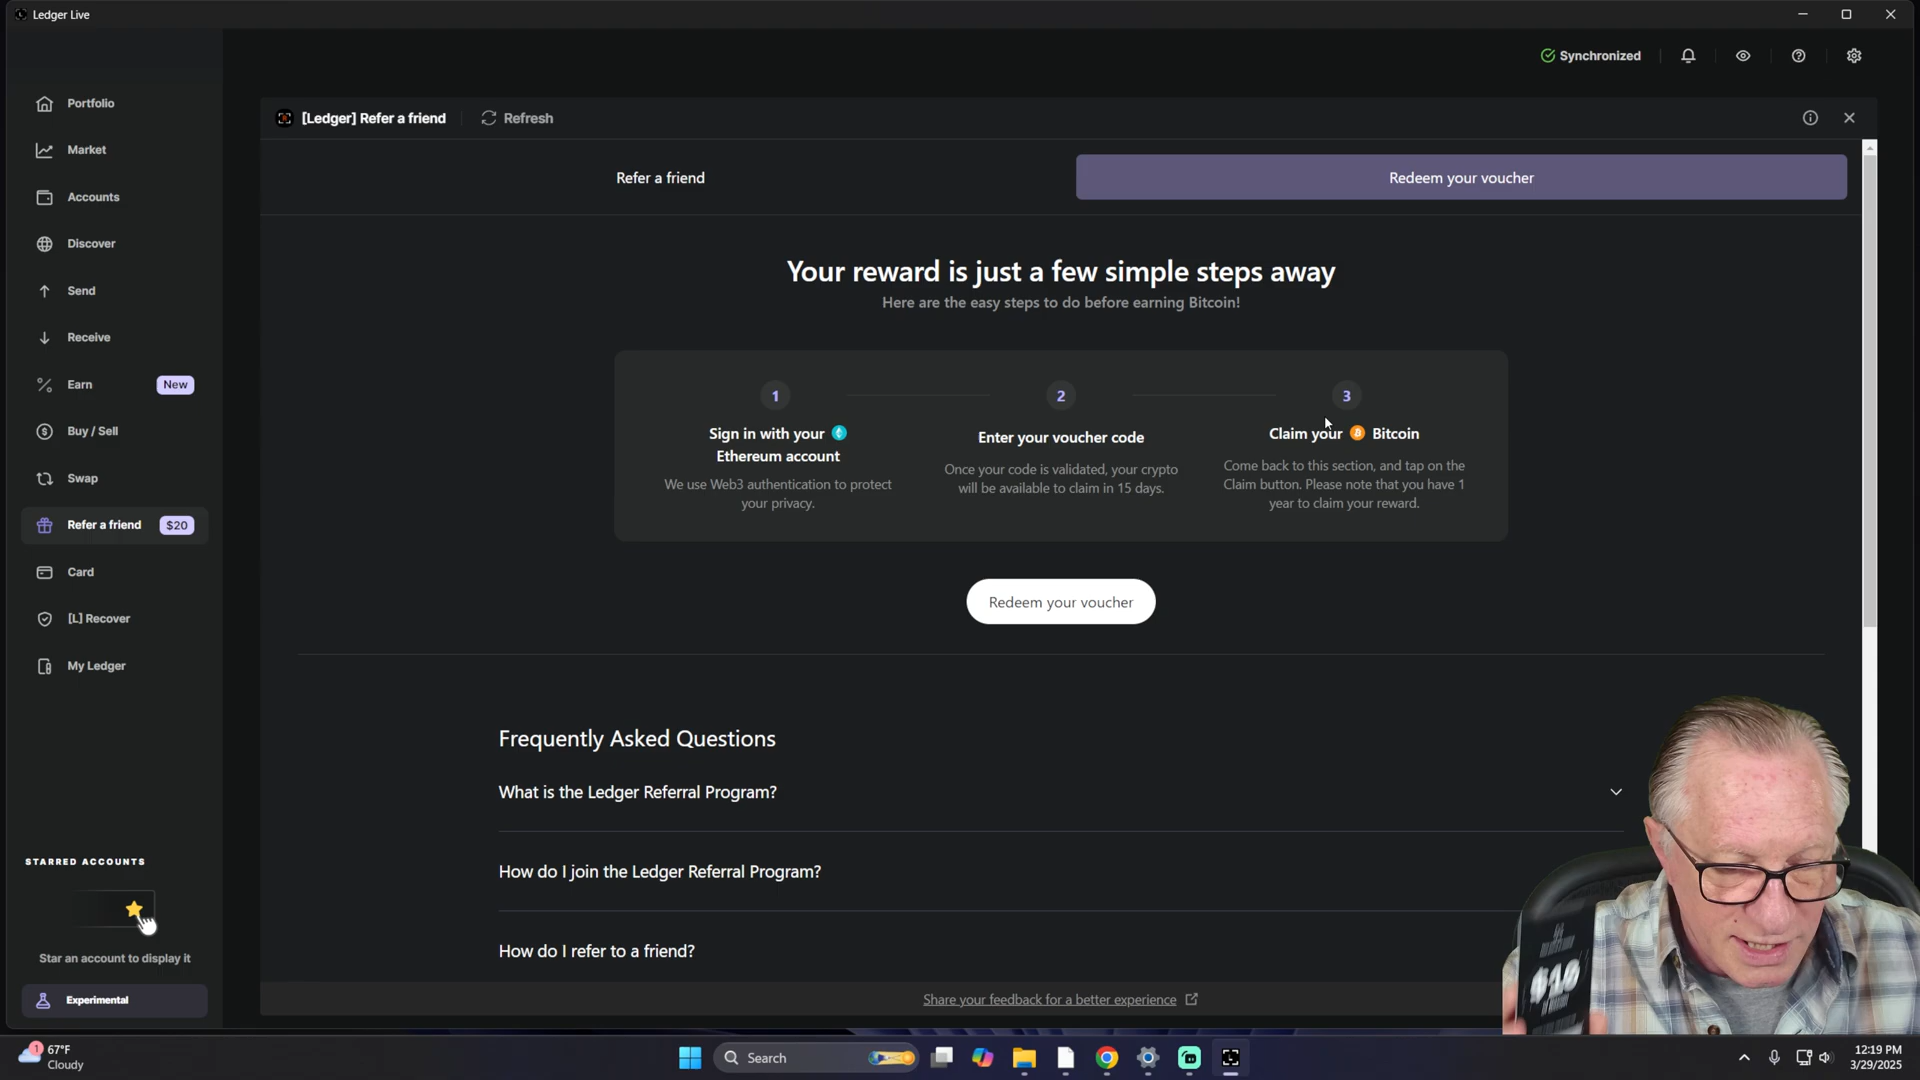 Ledger Live
Synchronized
Portfolio
Market
Accounts
Discover
Send
Receive
Earn New
Buy / Sell
Swap
Refer a friend $20
Card
[L] Recover
My Ledger
STARRED ACCOUNTS
Star an account to display it
Experimental
[Ledger] Refer a friend
Refresh
Refer a friend
Redeem your voucher
Your reward is just a few simple steps away
Here are the easy steps to do before earning Bitcoin!
1
Sign in with your
Ethereum account
We use Web3 authentication to protect
your privacy.
2
Enter your voucher code
Once your code is validated, your crypto
will be available to claim in 15 days.
3
Claim your Bitcoin
Come back to this section, and tap on the
Claim button. Please note that you have 1
year to claim your reward.
Redeem your voucher
Frequently Asked Questions
What is the Ledger Referral Program?
How do I join the Ledger Referral Program?
How do I refer to a friend?
Share your feedback for a better experience
$10
1
67°F
Cloudy
Search
12:19 PM
3/29/2025